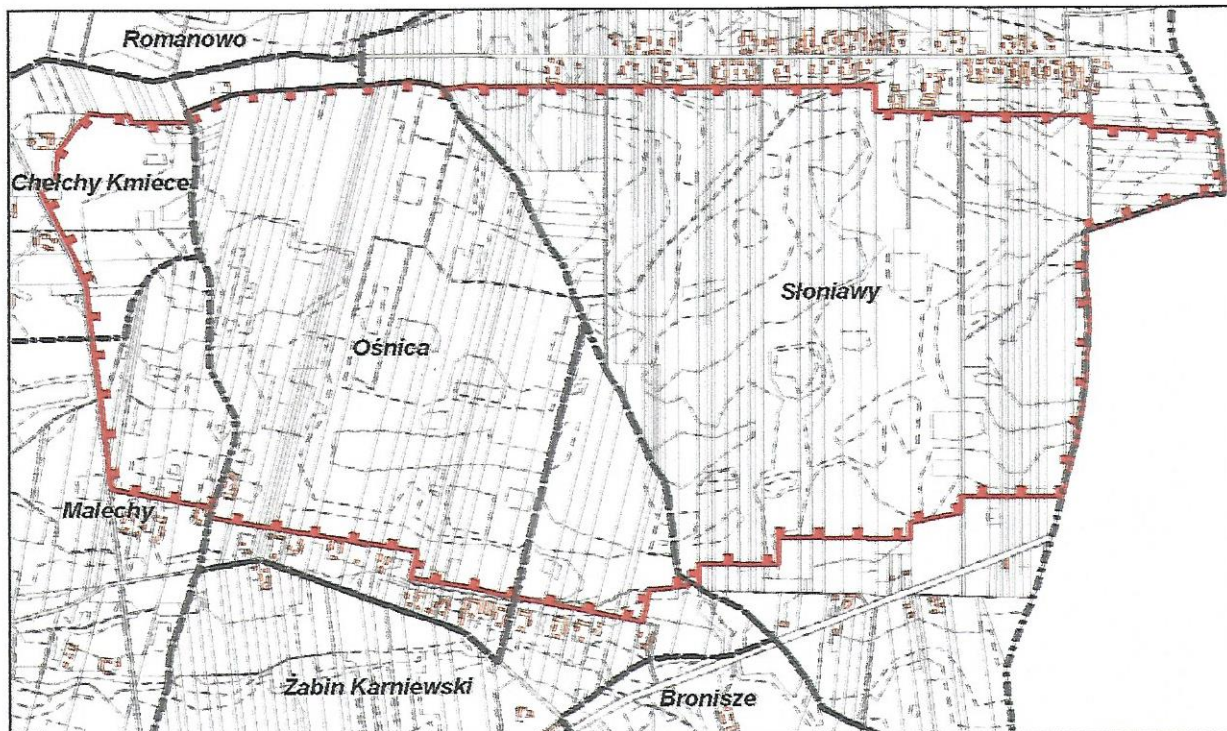 Romanowo
Chełchy Kmiece
Słoniawy
Ośnica
Malechy
Żabin Karniewski
Bronisze